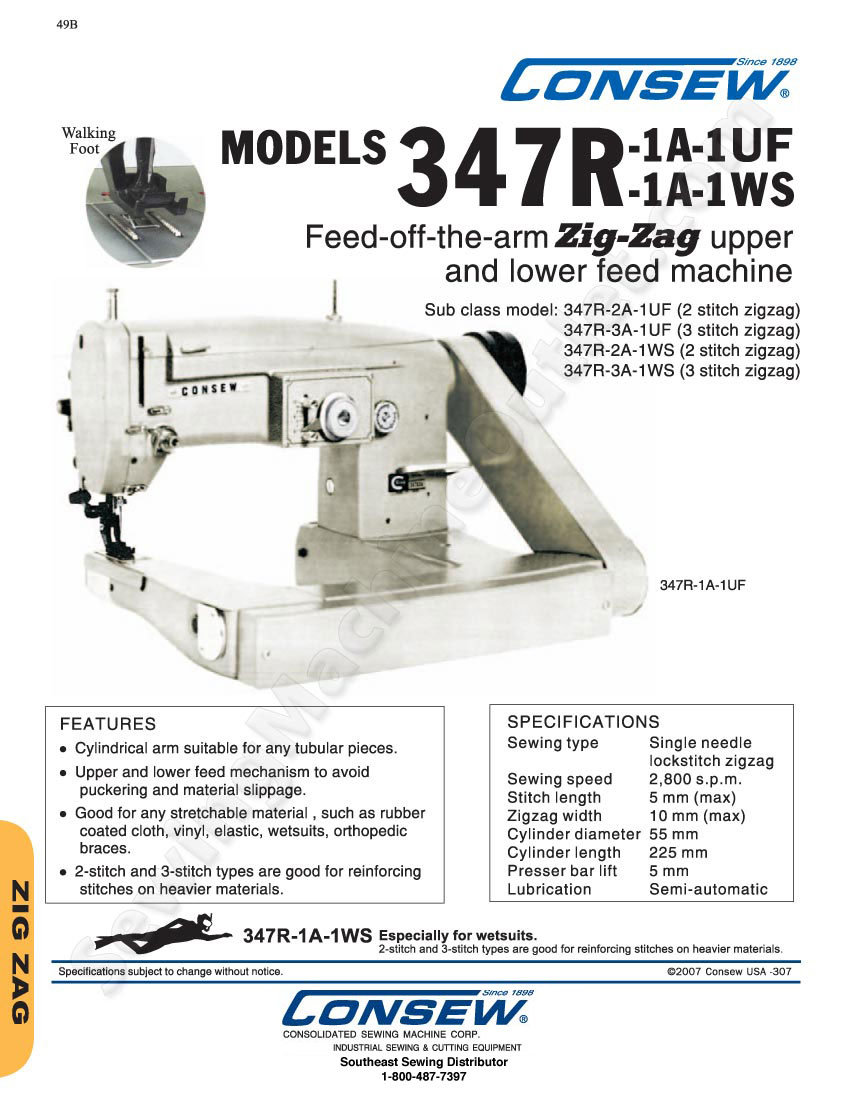 49B
Since 1898
CONSEW®
Walking
Foot
MODELS 347R -1A-1UF
-1A-1WS
Feed-off-the-arm Zig-Zag upper
and lower feed machine
Sub class model: 347R-2A-1UF (2 stitch zigzag)
347R-3A-1UF (3 stitch zigzag)
347R-2A-1WS (2 stitch zigzag)
347R-3A-1WS (3 stitch zigzag)
CONSEW
347R-1A-1UF
FEATURES
● Cylindrical arm suitable for any tubular pieces.
● Upper and lower feed mechanism to avoid
puckering and material slippage.
● Good for any stretchable material , such as rubber
coated cloth, vinyl, elastic, wetsuits, orthopedic
braces.
● 2-stitch and 3-stitch types are good for reinforcing
stitches on heavier materials.
SPECIFICATIONS
Sewing type Single needle
lockstitch zigzag
Sewing speed 2,800 s.p.m.
Stitch length 5 mm (max)
Zigzag width 10 mm (max)
Cylinder diameter 55 mm
Cylinder length 225 mm
Presser bar lift 5 mm
Lubrication Semi-automatic
ZIG ZAG
347R-1A-1WS Especially for wetsuits.
2-stitch and 3-stitch types are good for reinforcing stitches on heavier materials.
Specifications subject to change without notice. ©2007 Consew USA -307
Since 1898
CONSEW®
CONSOLIDATED SEWING MACHINE CORP.
INDUSTRIAL SEWING & CUTTING EQUIPMENT
Southeast Sewing Distributor
1-800-487-7397
SewingMachineOutlet.com